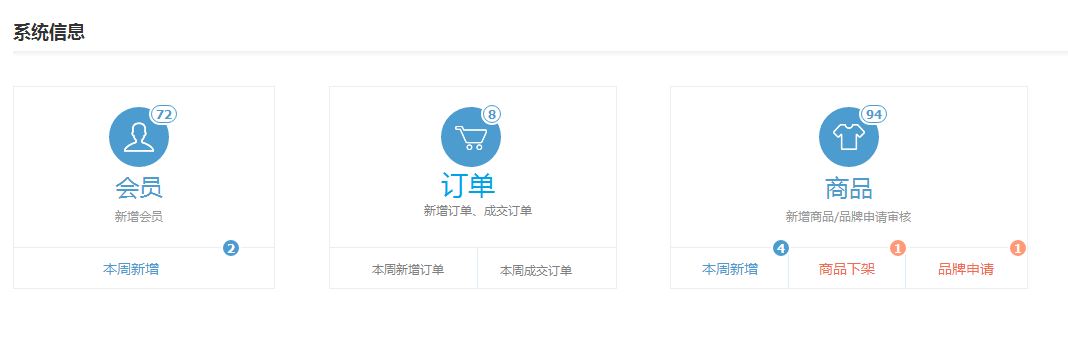 系统信息
72
会员
新增会员
2
本周新增
8
订单
新增订单、成交订单
本周新增订单
本周成交订单
94
商品
新增商品/品牌申请审核
4
本周新增
1
商品下架
1
品牌申请